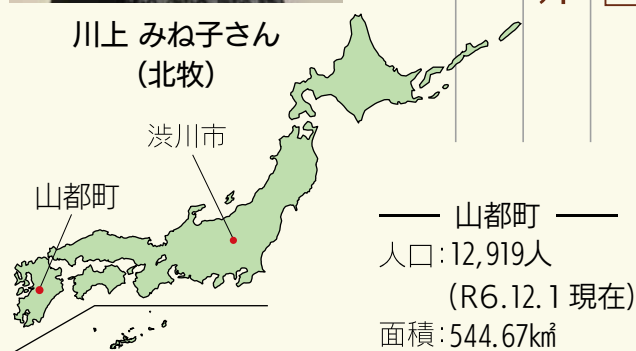 川上 みね子さん
（北牧）
渋川市
山都町
山都町
人口：12,919人
（R6.12.1 現在）
面積：544.67㎢